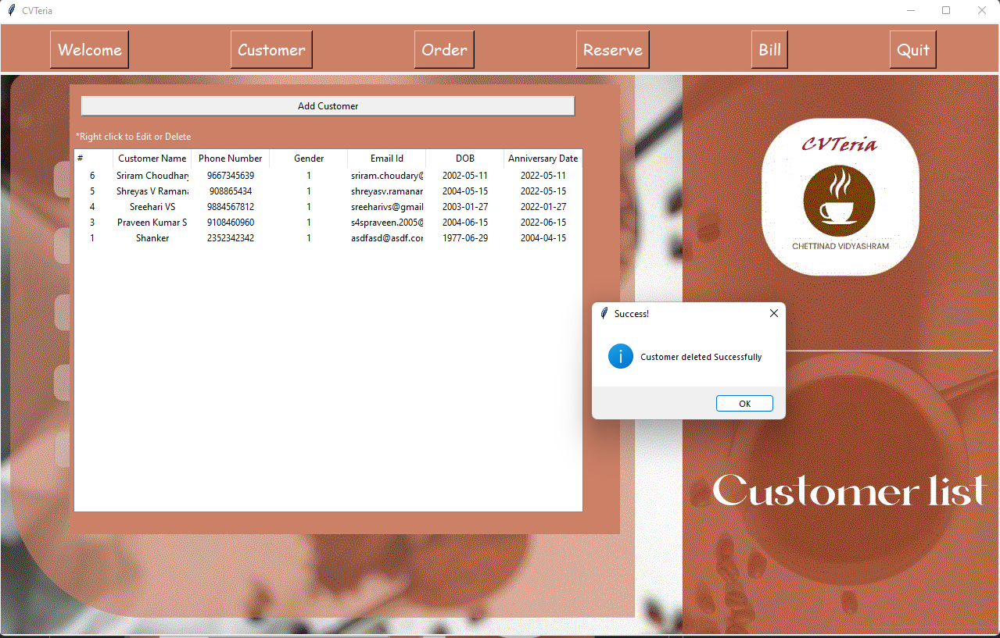 CVTeria
Welcome Customer Order Reserve Bill Quit
Add Customer
*Right click to Edit or Delete
# Customer Name Phone Number Gender Email Id DOB Anniversary Date
6 Sriram Choudhary 9667345639 1 sriram.choudary@ 2002-05-11 2022-05-11
5 Shreyas V Ramana 908865434 1 shreyasv.ramanar 2004-05-15 2022-05-15
4 Sreehari VS 9884567812 1 sreeharivs@gmail 2003-01-27 2022-01-27
3 Praveen Kumar S 9108460960 1 s4spraveen.2005@ 2004-06-15 2022-06-15
1 Shanker 2352342342 1 asdfasd@asdf.cor 1977-06-29 2004-04-15
CVTeria
CHETTINAD VIDYASHRAM
Success!
Customer deleted Successfully
OK
Customer list